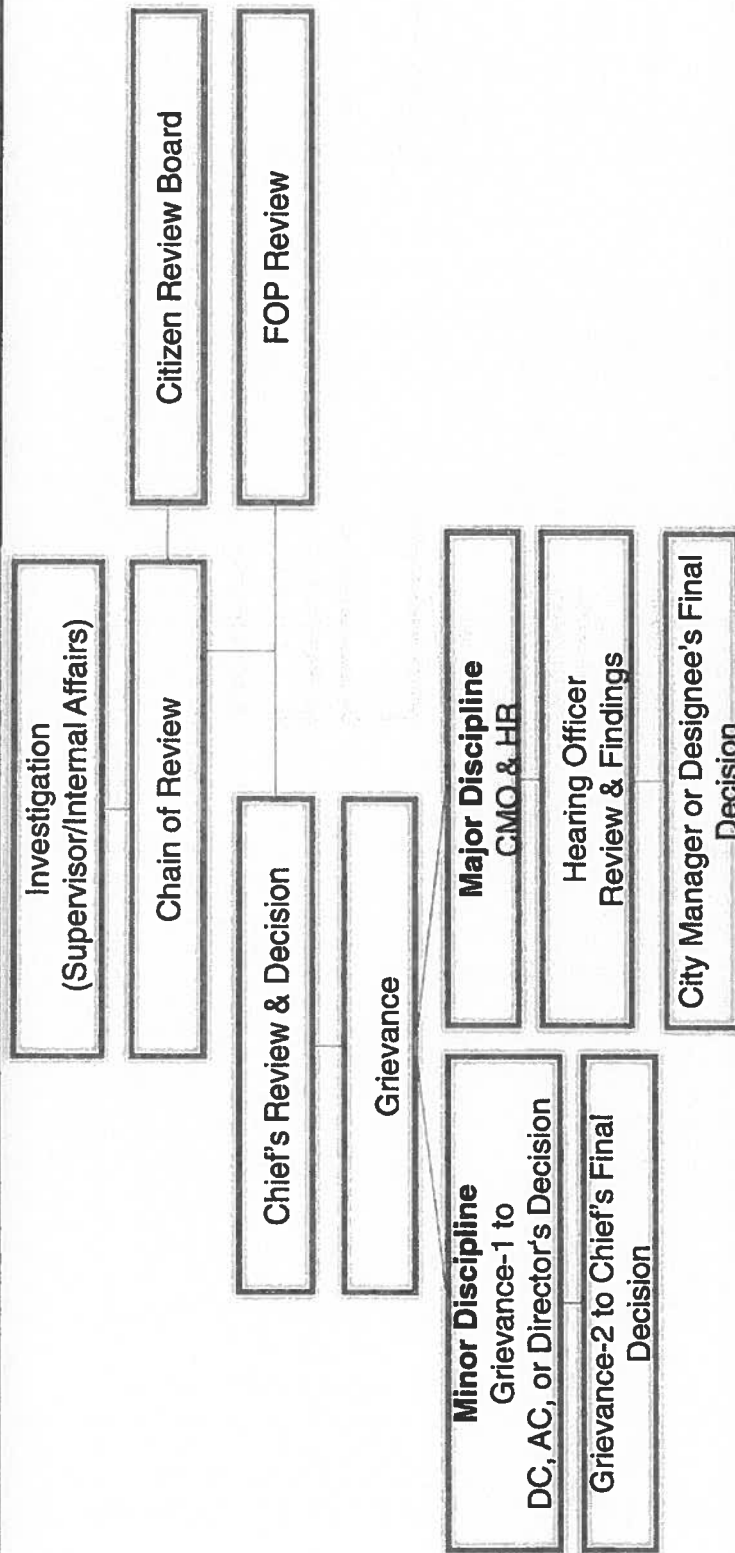 Investigation
(Supervisor/Internal Affairs)
Chain of Review
Citizen Review Board
FOP Review
Chief's Review & Decision
Grievance
Minor Discipline
Grievance-1 to
DC, AC, or Director's Decision
Grievance-2 to Chief's Final
Decision
Major Discipline
CMO & HR
Hearing Officer
Review & Findings
City Manager or Designee's Final
Decision